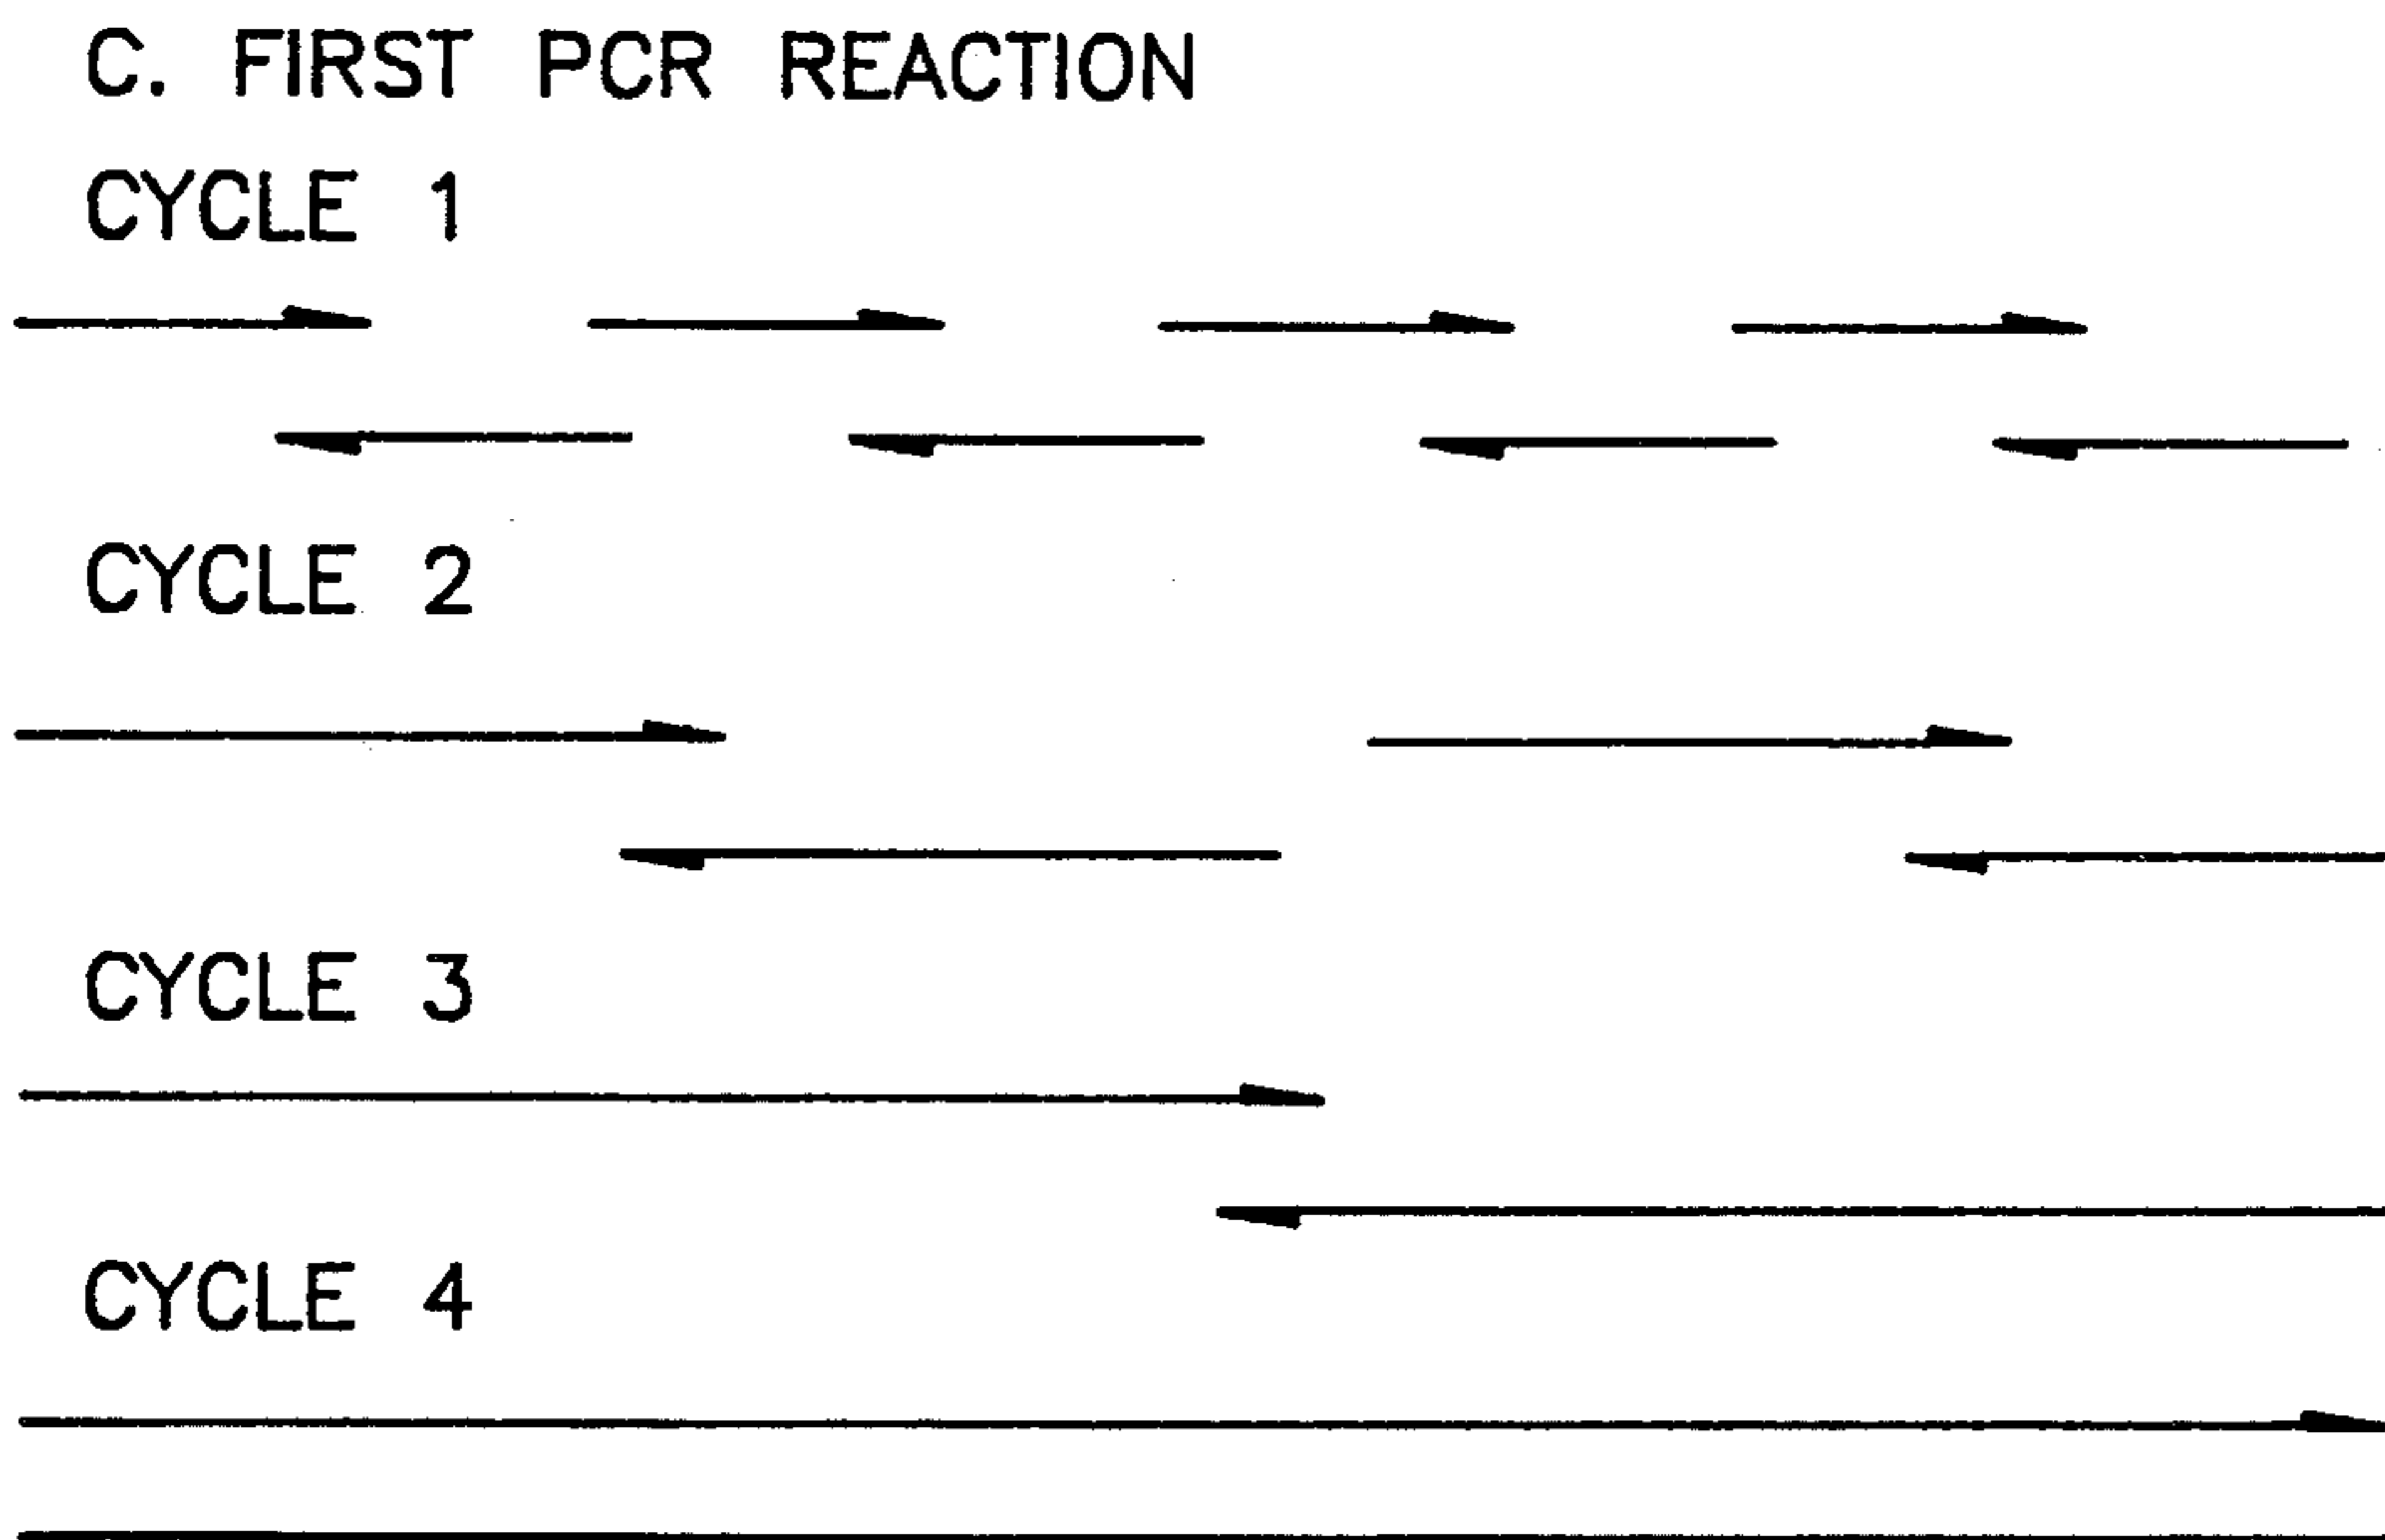 C. FIRST PCR REACTION
CYCLE 1
CYCLE 2
CYCLE 3
CYCLE 4